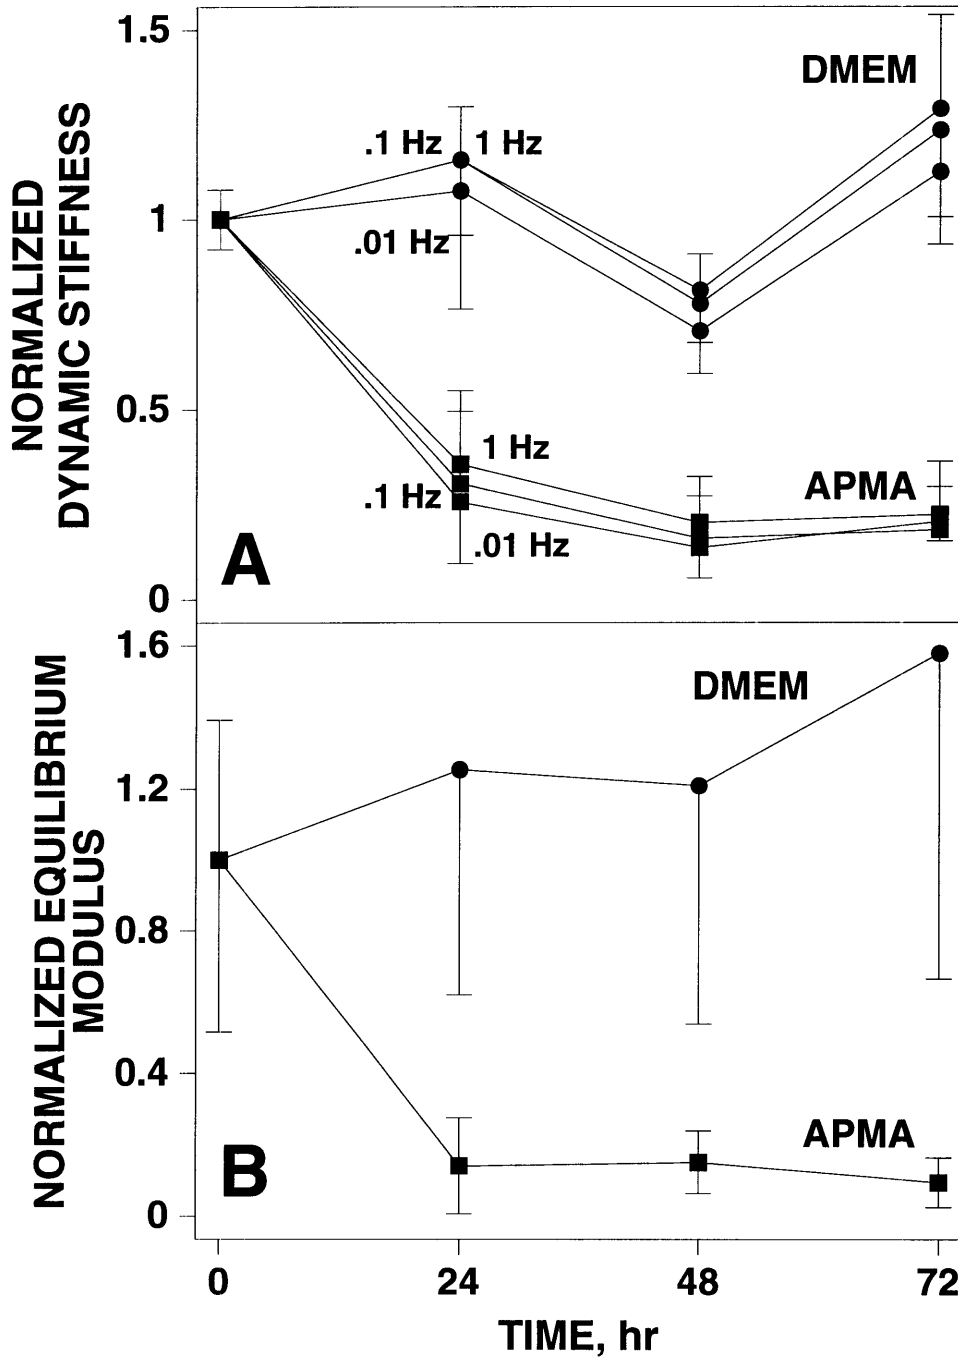 NORMALIZED
DYNAMIC STIFFNESS
1.5
1
0.5
0
DMEM
.1 Hz
1 Hz
.01 Hz
1 Hz
.1 Hz
.01 Hz
APMA
A
NORMALIZED EQUILIBRIUM
MODULUS
1.6
1.2
0.8
0.4
0
DMEM
APMA
B
0
24
48
72
TIME, hr